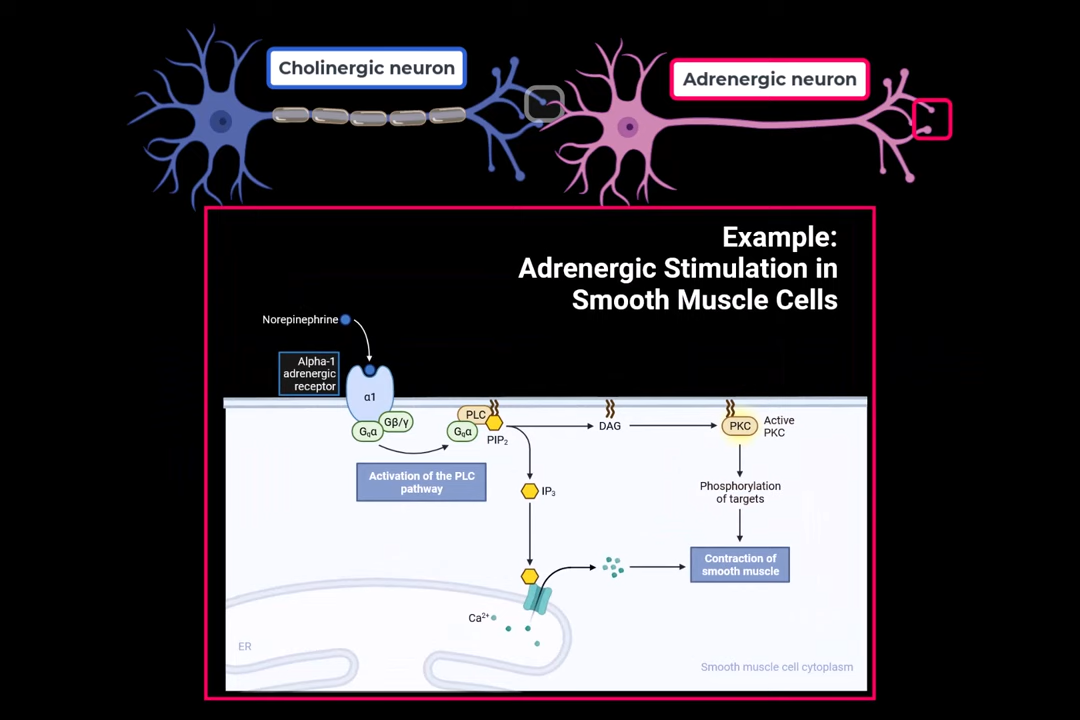 Cholinergic neuron
Adrenergic neuron
Example:
Adrenergic Stimulation in
Smooth Muscle Cells
Norepinephrine
Alpha-1
adrenergic
receptor
α1
Gβ/γ
Gqα
PLC
Gqα
PIP₂
DAG
PKC
Active
PKC
Activation of the PLC
pathway
IP₃
Phosphorylation
of targets
Contraction of
smooth muscle
Ca²⁺
ER
Smooth muscle cell cytoplasm